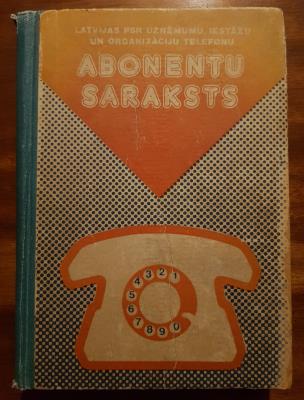 LATVIJAS PSR UZŅĒMUMU, IESTĀŽU
UN ORGANIZĀCIJU TELEFONU
ABONENTU
SARAKSTS
1
2
3
4
5
6
7
8
9
0